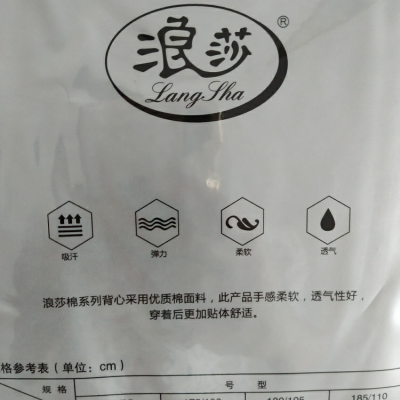 浪莎®
LangSha
吸汗 弹力 柔软 透气
浪莎棉系列背心采用优质棉面料，此产品手感柔软，透气性好，
穿着后更加贴体舒适。
格参考表（单位：cm）
规格 号型
185/110